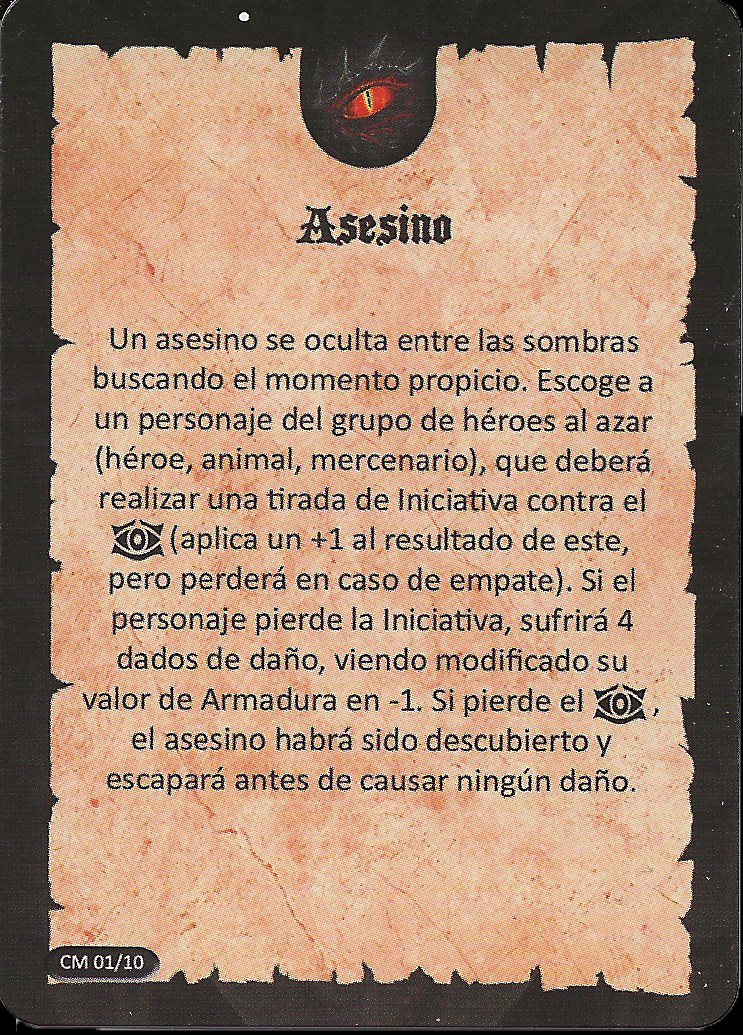 Asesino
Un asesino se oculta entre las sombras
buscando el momento propicio. Escoge a
un personaje del grupo de héroes al azar
(héroe, animal, mercenario), que deberá
realizar una tirada de Iniciativa contra el
(aplica un +1 al resultado de este,
pero perderá en caso de empate). Si el
personaje pierde la Iniciativa, sufrirá 4
dados de daño, viendo modificado su
valor de Armadura en -1. Si pierde el ,
el asesino habrá sido descubierto y
escapará antes de causar ningún daño.
CM 01/10